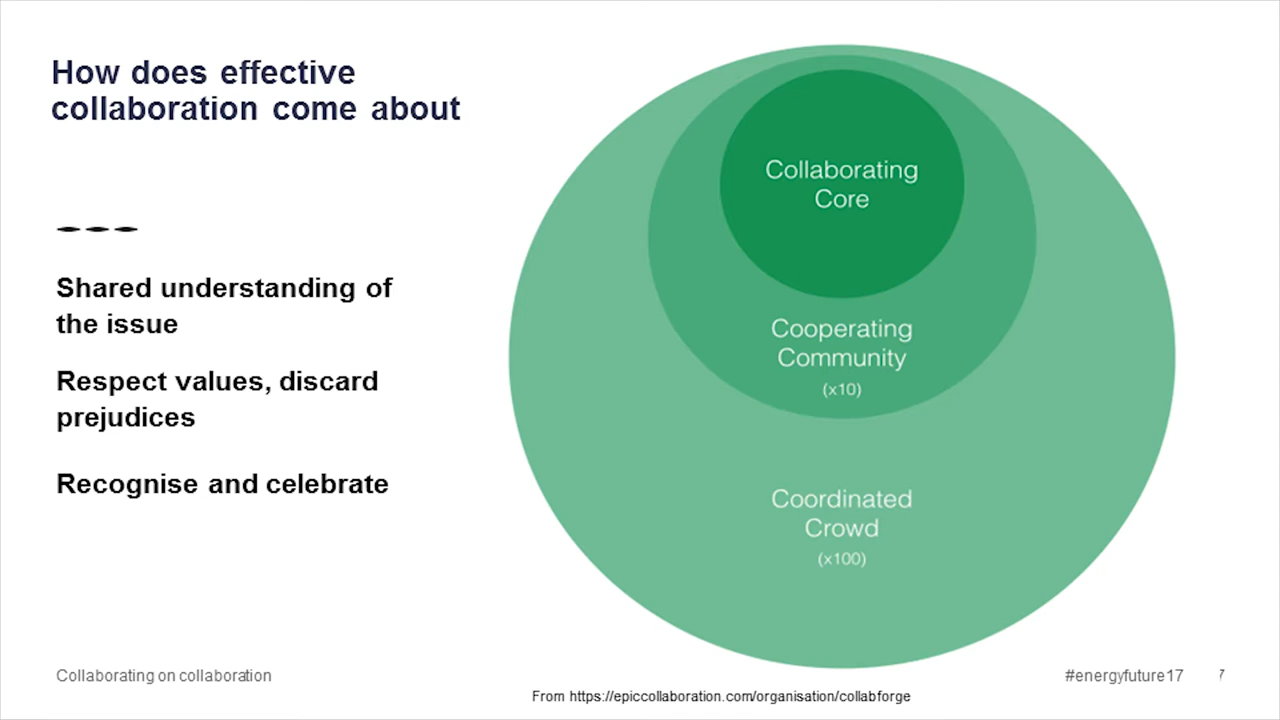 How does effective
collaboration come about
Shared understanding of
the issue
Respect values, discard
prejudices
Recognise and celebrate
Collaborating
Core
Cooperating
Community
(x10)
Coordinated
Crowd
(x100)
Collaborating on collaboration
#energyfuture17
7
From https://epiccollaboration.com/organisation/collabforge